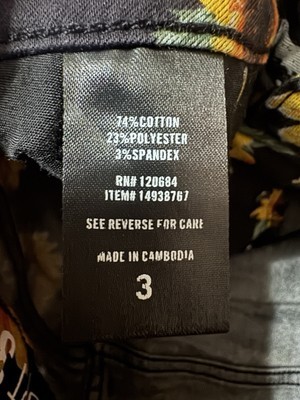 74%COTTON
23%POLYESTER
3%SPANDEX
RN# 120684
ITEM# 14938767
SEE REVERSE FOR CARE
MADE IN CAMBODIA
3